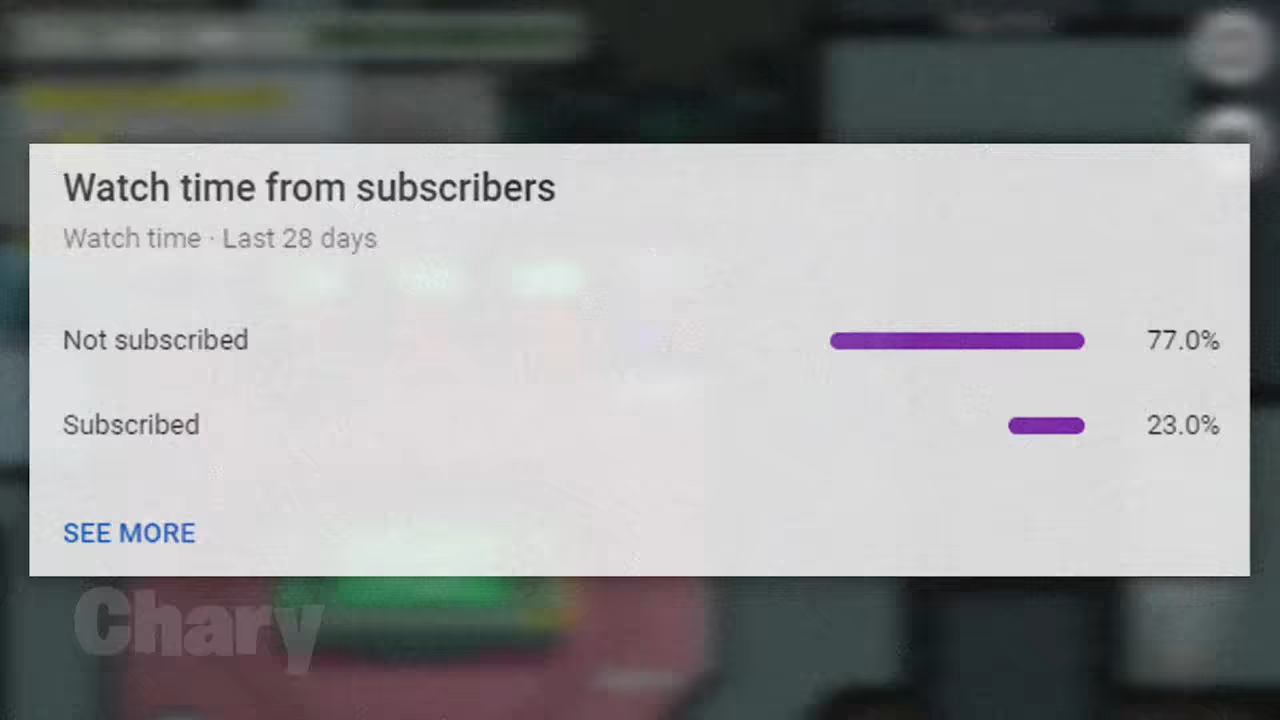 Watch time from subscribers
Watch time · Last 28 days
Not subscribed 77.0%
Subscribed 23.0%
SEE MORE
Chary